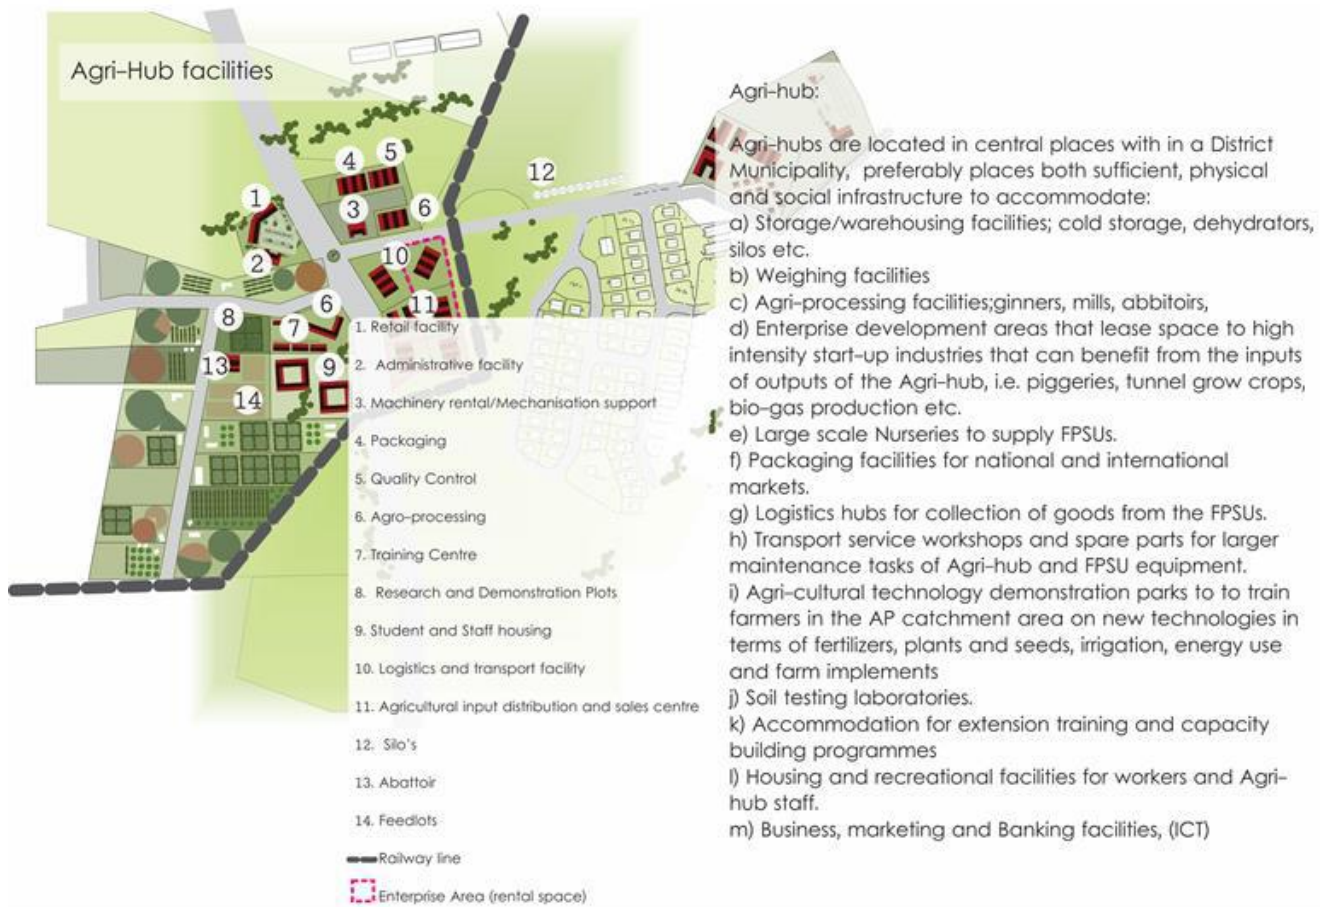 Agri-Hub facilities
1
2
3
4
5
6
12
10
11
6
7
8
9
13
14
1. Retail facility
2. Administrative facility
3. Machinery rental/Mechanisation support
4. Packaging
5. Quality Control
6. Agro-processing
7. Training Centre
8. Research and Demonstration Plots
9. Student and Staff housing
10. Logistics and transport facility
11. Agricultural input distribution and sales centre
12. Silo's
13. Abattoir
14. Feedlots
Railway line
Enterprise Area (rental space)
Agri-hub:
Agri-hubs are located in central places with in a District
Municipality, preferably places both sufficient, physical
and social infrastructure to accommodate:
a) Storage/warehousing facilities; cold storage, dehydrators,
silos etc.
b) Weighing facilities
c) Agri-processing facilities;ginners, mills, abbitoirs,
d) Enterprise development areas that lease space to high
intensity start-up industries that can benefit from the inputs
of outputs of the Agri-hub, i.e. piggeries, tunnel grow crops,
bio-gas production etc.
e) Large scale Nurseries to supply FPSUs.
f) Packaging facilities for national and international
markets.
g) Logistics hubs for collection of goods from the FPSUs.
h) Transport service workshops and spare parts for larger
maintenance tasks of Agri-hub and FPSU equipment.
i) Agri-cultural technology demonstration parks to to train
farmers in the AP catchment area on new technologies in
terms of fertilizers, plants and seeds, irrigation, energy use
and farm implements
j) Soil testing laboratories.
k) Accommodation for extension training and capacity
building programmes
l) Housing and recreational facilities for workers and Agri-
hub staff.
m) Business, marketing and Banking facilities, (ICT)